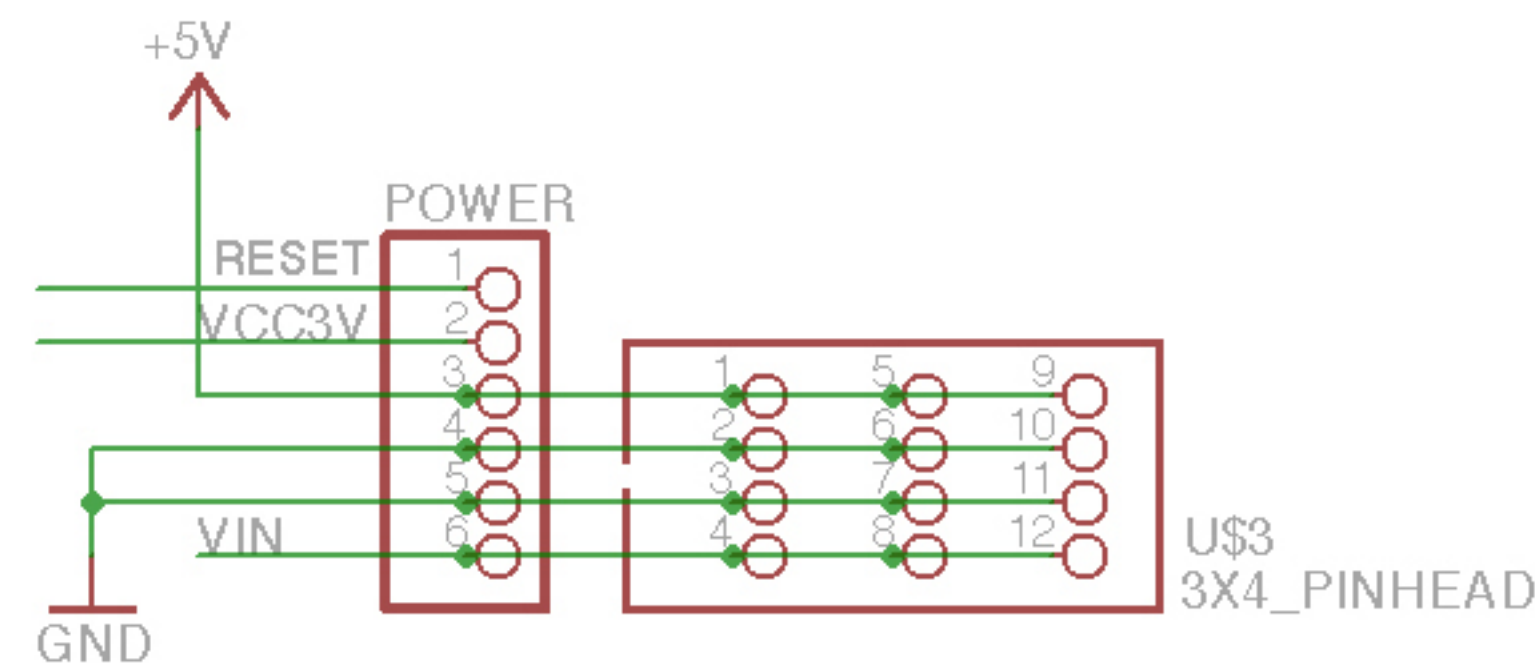 +5V
POWER
RESET 1
VCC3V 2
3 1 5 9
4 2 6 10
5 3 7 11
VIN 6 4 8 12
U$3
3X4_PINHEAD
GND